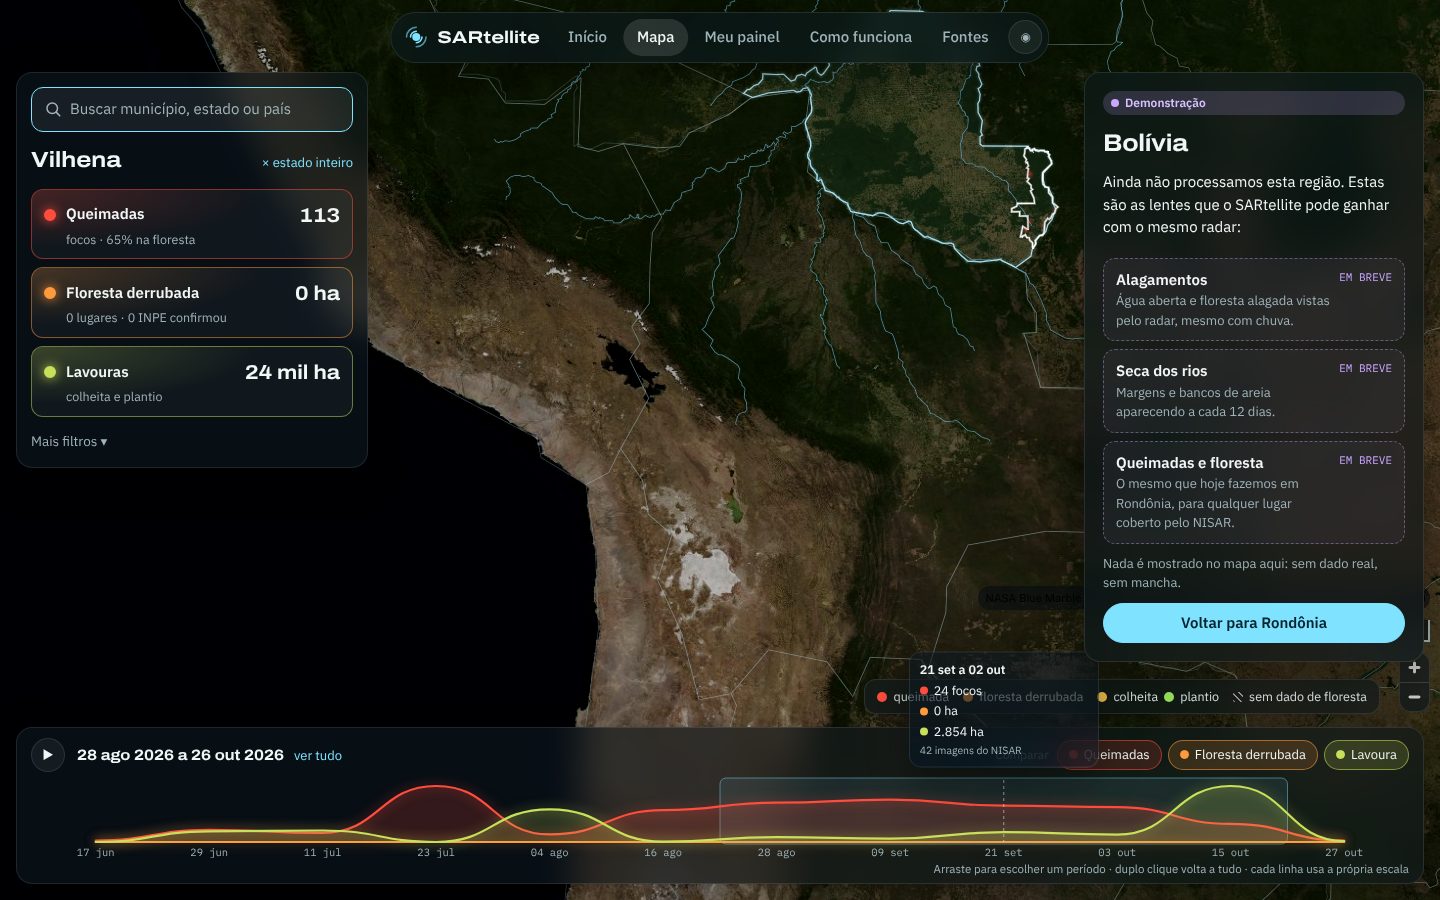 SARtellite
Início
Mapa
Meu painel
Como funciona
Fontes
Buscar município, estado ou país
Vilhena
× estado inteiro
Queimadas
113
focos · 65% na floresta
Floresta derrubada
0 ha
0 lugares · 0 INPE confirmou
Lavouras
24 mil ha
colheita e plantio
Mais filtros ▾
Demonstração
Bolívia
Ainda não processamos esta região. Estas
são as lentes que o SARtellite pode ganhar
com o mesmo radar:
Alagamentos
EM BREVE
Água aberta e floresta alagada vistas
pelo radar, mesmo com chuva.
Seca dos rios
EM BREVE
Margens e bancos de areia
aparecendo a cada 12 dias.
Queimadas e floresta
EM BREVE
O mesmo que hoje fazemos em
Rondônia, para qualquer lugar
coberto pelo NISAR.
Nada é mostrado no mapa aqui: sem dado real,
sem mancha.
Voltar para Rondônia
NASA Blue Marble
21 set a 02 out
24 focos
0 ha
2.854 ha
42 imagens do NISAR
queimada
floresta derrubada
colheita
plantio
sem dado de floresta
+
−
28 ago 2026 a 26 out 2026
ver tudo
Comparar
Queimadas
Floresta derrubada
Lavoura
17 jun
29 jun
11 jul
23 jul
04 ago
16 ago
28 ago
09 set
21 set
03 out
15 out
27 out
Arraste para escolher um período · duplo clique volta a tudo · cada linha usa a própria escala